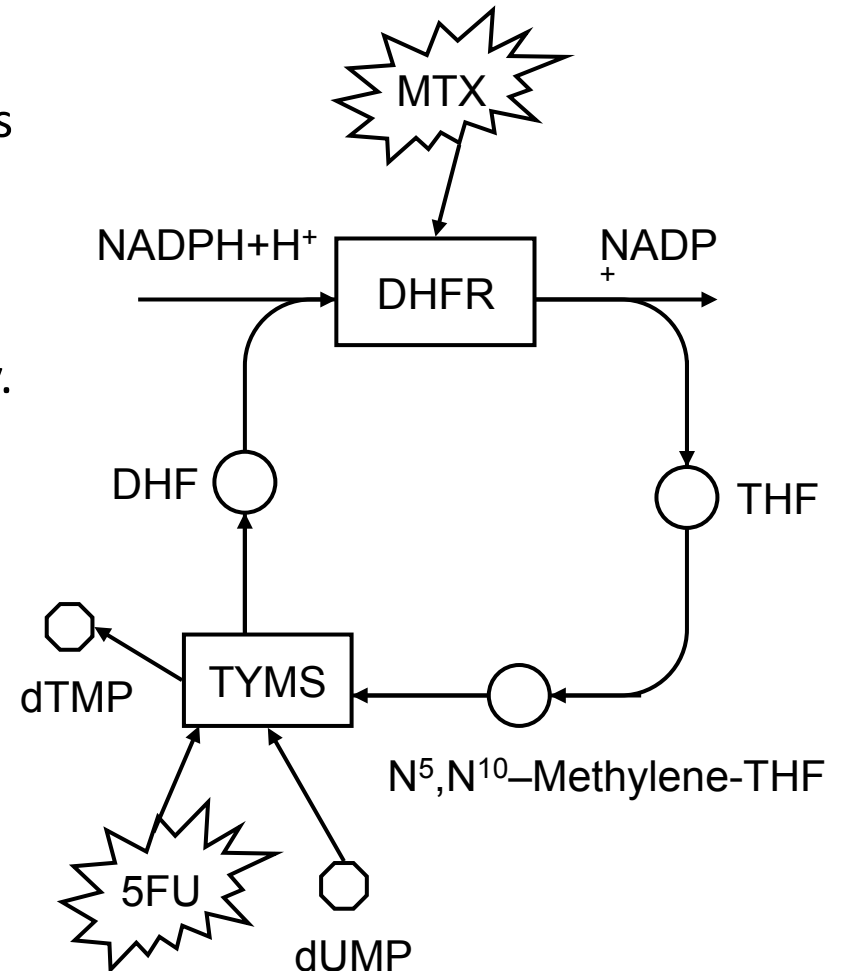 MTX
s
NADPH+H⁺
NADP
+
DHFR
.
DHF
THF
TYMS
dTMP
N⁵,N¹⁰–Methylene-THF
5FU
dUMP